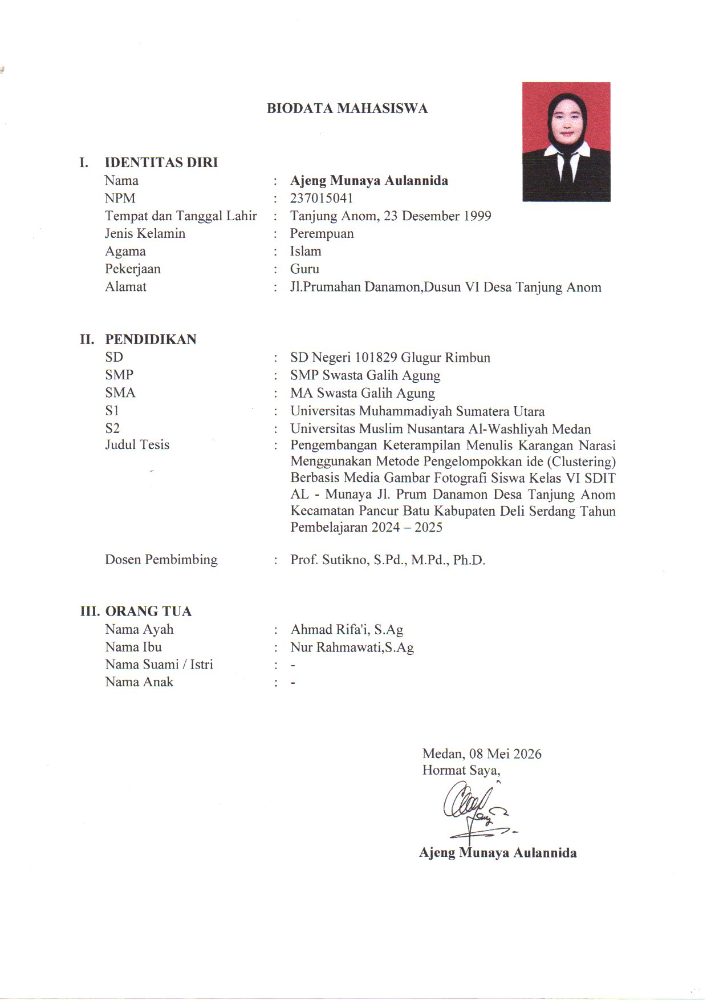 BIODATA MAHASISWA
I. IDENTITAS DIRI
Nama : Ajeng Munaya Aulannida
NPM : 237015041
Tempat dan Tanggal Lahir : Tanjung Anom, 23 Desember 1999
Jenis Kelamin : Perempuan
Agama : Islam
Pekerjaan : Guru
Alamat : Jl.Prumahan Danamon,Dusun VI Desa Tanjung Anom
II. PENDIDIKAN
SD : SD Negeri 101829 Glugur Rimbun
SMP : SMP Swasta Galih Agung
SMA : MA Swasta Galih Agung
S1 : Universitas Muhammadiyah Sumatera Utara
S2 : Universitas Muslim Nusantara Al-Washliyah Medan
Judul Tesis : Pengembangan Keterampilan Menulis Karangan Narasi
Menggunakan Metode Pengelompokkan ide (Clustering)
Berbasis Media Gambar Fotografi Siswa Kelas VI SDIT
AL - Munaya Jl. Prum Danamon Desa Tanjung Anom
Kecamatan Pancur Batu Kabupaten Deli Serdang Tahun
Pembelajaran 2024 – 2025
Dosen Pembimbing : Prof. Sutikno, S.Pd., M.Pd., Ph.D.
III. ORANG TUA
Nama Ayah : Ahmad Rifa'i, S.Ag
Nama Ibu : Nur Rahmawati,S.Ag
Nama Suami / Istri : -
Nama Anak : -
Medan, 08 Mei 2026
Hormat Saya,
Ajeng Munaya Aulannida